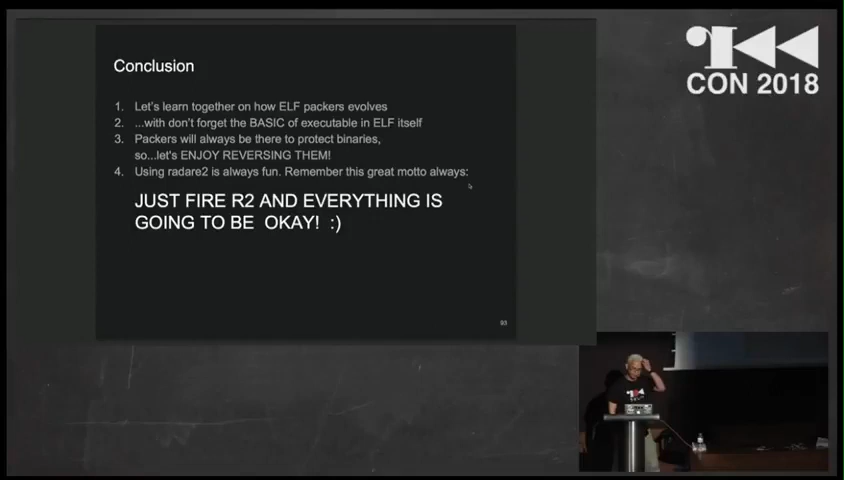 Conclusion
1. Let's learn together on how ELF packers evolves
2. ...with don't forget the BASIC of executable in ELF itself
3. Packers will always be there to protect binaries,
so...let's ENJOY REVERSING THEM!
4. Using radare2 is always fun. Remember this great motto always:
JUST FIRE R2 AND EVERYTHING IS
GOING TO BE OKAY! :)
93
CON 2018